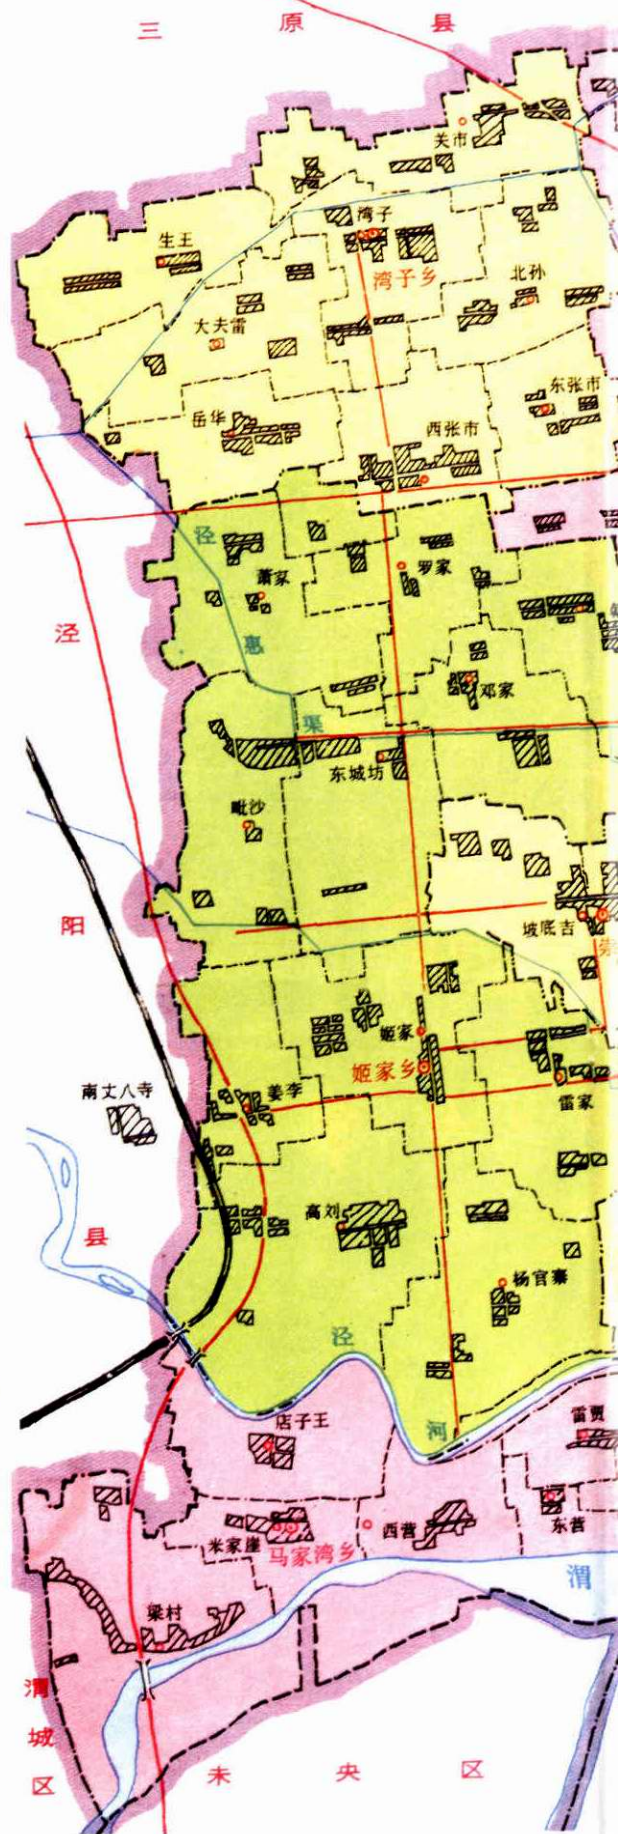 三原县
关市
湾子
生王
湾子乡
北孙
大夫雷
东张市
岳华
西张市
泾惠渠
萧家
罗家
泾阳县
邓家
东城坊
毗沙
坡底吉
崇
姬家
姬家乡
南丈八寺
姜李
雷家
高刘
杨官寨
泾河
店子王
雷贾
米家崖
马家湾乡
西营
东营
渭
梁村
渭城区
未央区